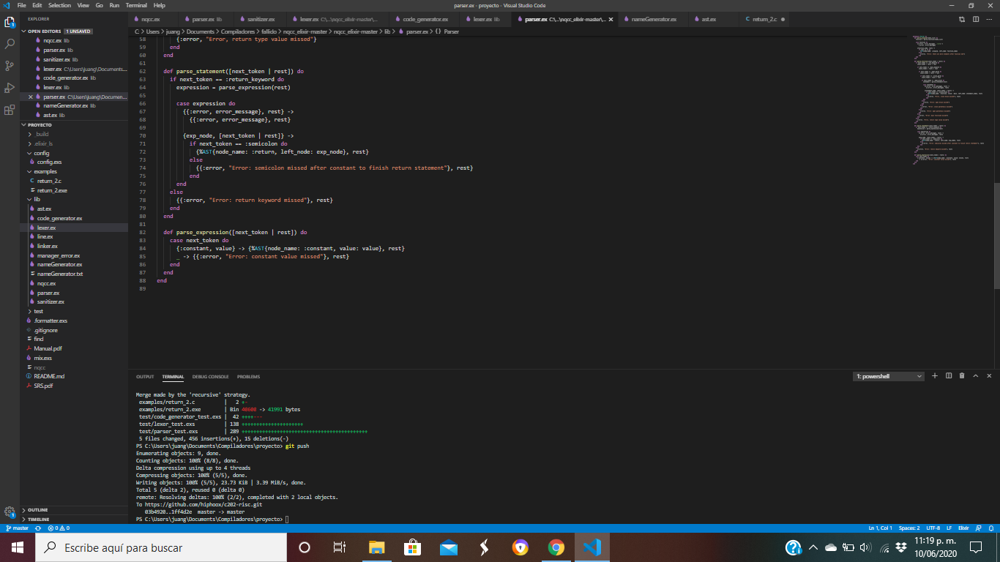 File Edit Selection View Go Run Terminal Help
parser.ex - proyecto - Visual Studio Code
EXPLORER
OPEN EDITORS 1 UNSAVED
nqcc.ex lib
parser.ex lib
sanitizer.ex lib
lexer.ex C:\Users\juang\Documents...
code_generator.ex lib
lexer.ex lib
parser.ex C:\Users\juang\Documen...
nameGenerator.ex lib
ast.ex lib
PROYECTO
_build
.elixir_ls
config
config.exs
examples
return_2.c
return_2.exe
lib
ast.ex
code_generator.ex
lexer.ex
line.ex
linker.ex
manager_error.ex
nameGenerator.ex
nameGenerator.txt
nqcc.ex
parser.ex
sanitizer.ex
test
.formatter.exs
.gitignore
find
Manual.pdf
mix.exs
nqcc
README.md
SRS.pdf
OUTLINE
TIMELINE
nqcc.ex
parser.ex lib
sanitizer.ex
lexer.ex C:\...\nqcc_elixir-master\...
code_generator.ex
lexer.ex lib
parser.ex C:\...\nqcc_elixir-master\...
nameGenerator.ex
ast.ex
return_2.c
C: > Users > juang > Documents > Compiladores > fallido > nqcc_elixir-master > nqcc_elixir-master > lib > parser.ex > {} Parser
58 {:error, "Error, return type value missed"}
59 end
60 end
61
62 def parse_statement([next_token | rest]) do
63 if next_token == :return_keyword do
64 expression = parse_expression(rest)
65
66 case expression do
67 {{:error, error_message}, rest} ->
68 {{:error, error_message}, rest}
69
70 {exp_node, [next_token | rest]} ->
71 if next_token == :semicolon do
72 {%AST{node_name: :return, left_node: exp_node}, rest}
73 else
74 {{:error, "Error: semicolon missed after constant to finish return statement"}, rest}
75 end
76 end
77 else
78 {{:error, "Error: return keyword missed"}, rest}
79 end
80 end
81
82 def parse_expression([next_token | rest]) do
83 case next_token do
84 {:constant, value} -> {%AST{node_name: :constant, value: value}, rest}
85 _ -> {{:error, "Error: constant value missed"}, rest}
86 end
87 end
88 end
89
OUTPUT TERMINAL DEBUG CONSOLE PROBLEMS
1: powershell
Merge made by the 'recursive' strategy.
examples/return_2.c | 2 +-
examples/return_2.exe | Bin 40600 -> 41991 bytes
test/code_generator_test.exs | 42 ++++---
test/lexer_test.exs | 138 +++++++++++++++++++++
test/parser_test.exs | 289 +++++++++++++++++++++++++++++++++++++++++++
5 files changed, 456 insertions(+), 15 deletions(-)
PS C:\Users\juang\Documents\Compiladores\proyecto> git push
Enumerating objects: 9, done.
Counting objects: 100% (8/8), done.
Delta compression using up to 4 threads
Compressing objects: 100% (5/5), done.
Writing objects: 100% (5/5), 23.73 KiB | 3.39 MiB/s, done.
Total 5 (delta 2), reused 0 (delta 0)
remote: Resolving deltas: 100% (2/2), completed with 2 local objects.
To https://github.com/hiphoox/c202-risc.git
03b4920..1ff4d2e master -> master
PS C:\Users\juang\Documents\Compiladores\proyecto>
master 0 0
Ln 1, Col 1 Spaces: 2 UTF-8 LF Elixir
Escribe aquí para buscar
11:19 p. m.
10/06/2020